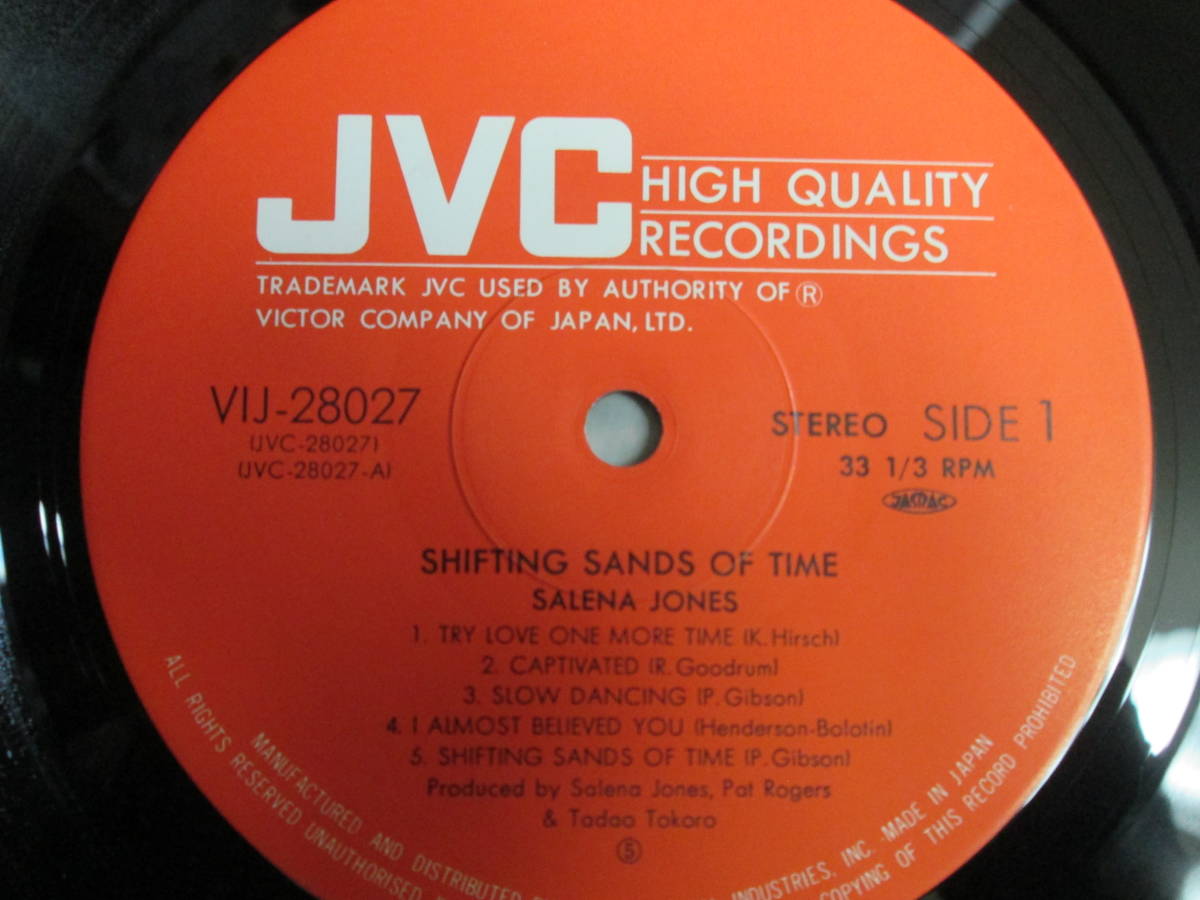 JVC
HIGH QUALITY
RECORDINGS
TRADEMARK JVC USED BY AUTHORITY OF Ⓡ
VICTOR COMPANY OF JAPAN, LTD.
VIJ-28027
(JVC-28027)
(JVC-28027-A)
STEREO SIDE 1
33 1/3 RPM
JASRAC
SHIFTING SANDS OF TIME
SALENA JONES
1. TRY LOVE ONE MORE TIME (K. Hirsch)
2. CAPTIVATED (R. Goodrum)
3. SLOW DANCING (P. Gibson)
4. I ALMOST BELIEVED YOU (Henderson-Bolotin)
5. SHIFTING SANDS OF TIME (P. Gibson)
Produced by Salena Jones, Pat Rogers
& Tadao Tokoro
Ⓢ
MANUFACTURED AND DISTRIBUTED INDUSTRIES, INC. MADE IN JAPAN
ALL RIGHTS RESERVED UNAUTHORISED COPYING OF THIS RECORD PROHIBITED